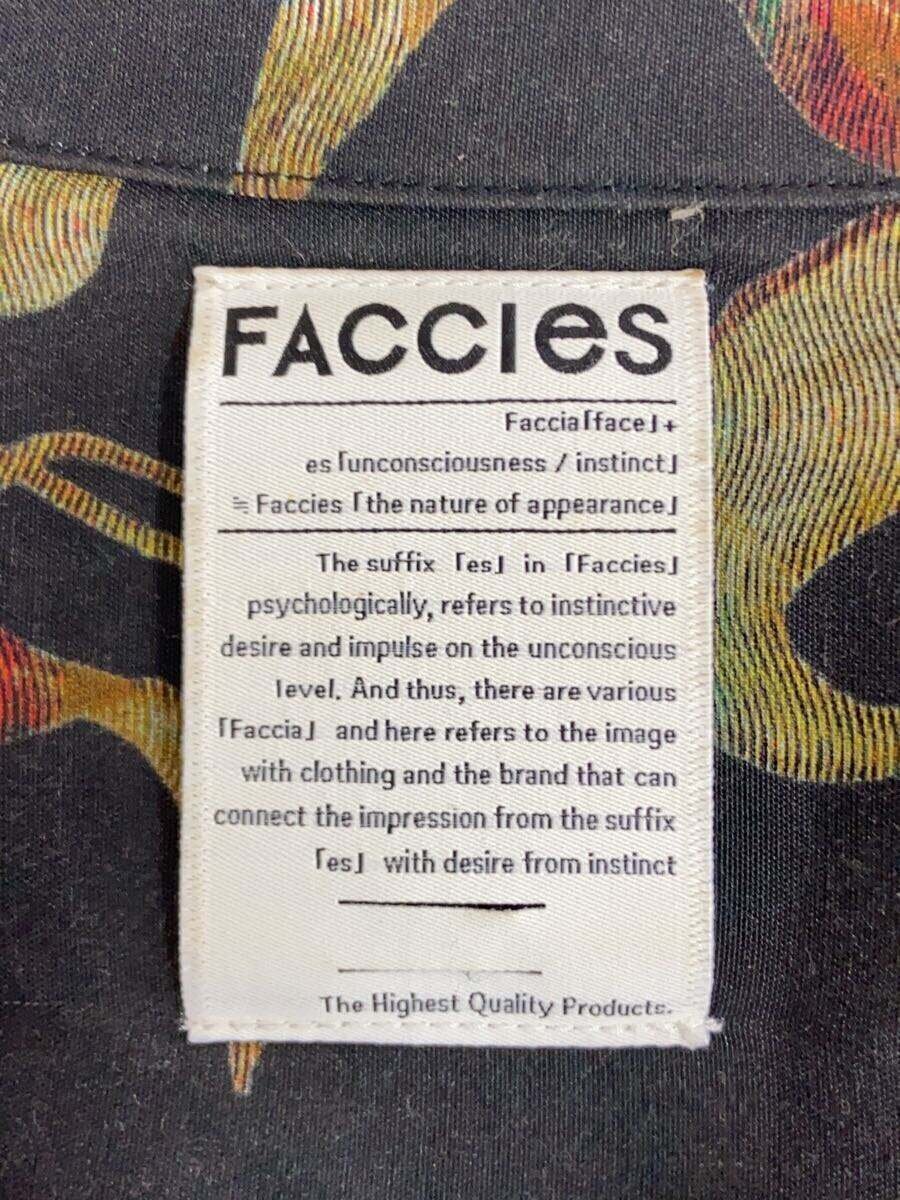 FACCIeS
Faccia「face」+
es「unconsciousness / instinct」
≒ Faccies「the nature of appearance」
The suffix 「es」 in 「Faccies」
psychologically, refers to instinctive
desire and impulse on the unconscious
level. And thus, there are various
「Faccia」 and here refers to the image
with clothing and the brand that can
connect the impression from the suffix
「es」 with desire from instinct
The Highest Quality Products.